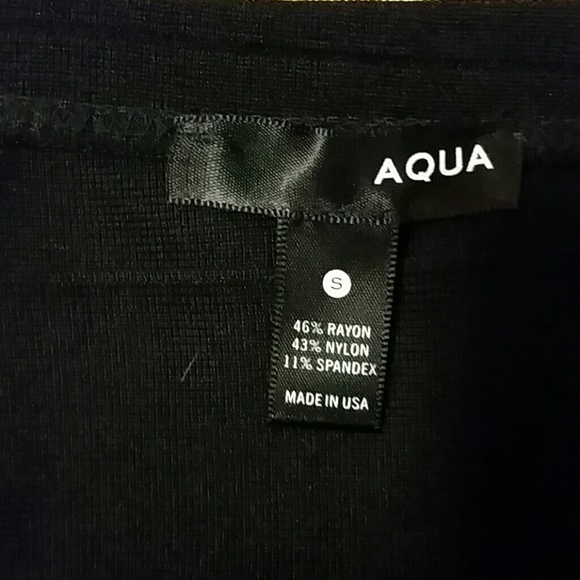 AQUA
S
46% RAYON
43% NYLON
11% SPANDEX
MADE IN USA